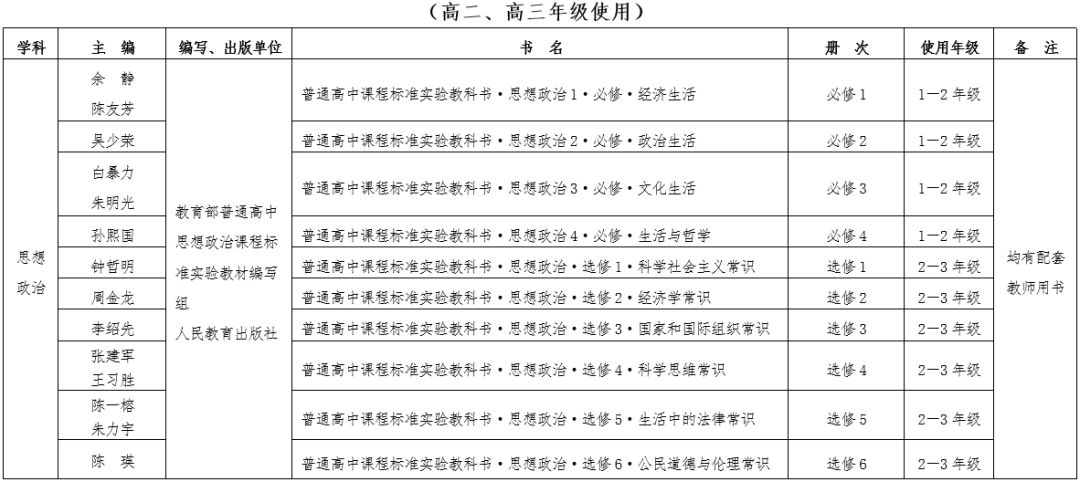 （高二、高三年级使用）
学科 主 编 编写、出版单位 书 名 册 次 使用年级 备 注
思想
政治
教育部普通高中
思想政治课程标
准实验教材编写
组
人民教育出版社
余 静
陈友芳
普通高中课程标准实验教科书·思想政治1·必修·经济生活 必修1 1—2年级
吴少荣 普通高中课程标准实验教科书·思想政治2·必修·政治生活 必修2 1—2年级
白暴力
朱明光
普通高中课程标准实验教科书·思想政治3·必修·文化生活 必修3 1—2年级
孙熙国 普通高中课程标准实验教科书·思想政治4·必修·生活与哲学 必修4 1—2年级
钟哲明 普通高中课程标准实验教科书·思想政治·选修1·科学社会主义常识 选修1 2—3年级
周金龙 普通高中课程标准实验教科书·思想政治·选修2·经济学常识 选修2 2—3年级
李绍先 普通高中课程标准实验教科书·思想政治·选修3·国家和国际组织常识 选修3 2—3年级
张建军
王习胜
普通高中课程标准实验教科书·思想政治·选修4·科学思维常识 选修4 2—3年级
陈一榕
朱力宇
普通高中课程标准实验教科书·思想政治·选修5·生活中的法律常识 选修5 2—3年级
陈 瑛 普通高中课程标准实验教科书·思想政治·选修6·公民道德与伦理常识 选修6 2—3年级
均有配套
教师用书